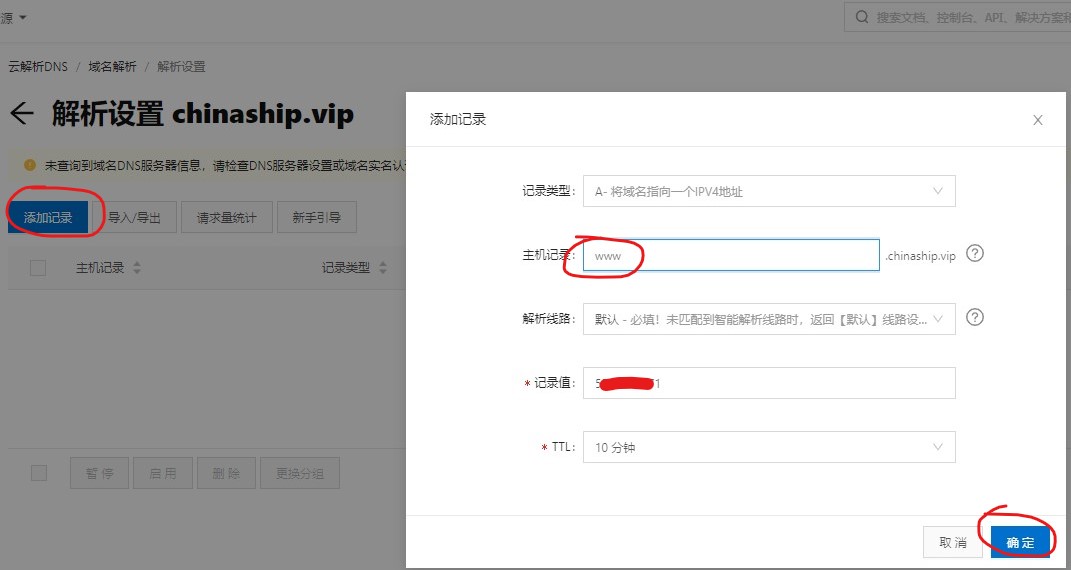 源
搜索文档、控制台、API、解决方案和
云解析DNS / 域名解析 / 解析设置
解析设置 chinaship.vip
未查询到域名DNS服务器信息，请检查DNS服务器设置或域名实名认
添加记录 导入/导出 请求量统计 新手引导
主机记录 记录类型
暂停 启用 删除 更换分组
添加记录
记录类型： A- 将域名指向一个IPV4地址
主机记录： www .chinaship.vip ?
解析线路： 默认 - 必填！未匹配到智能解析线路时，返回【默认】线路设... ?
* 记录值： 5 1
* TTL： 10 分钟
取消 确定